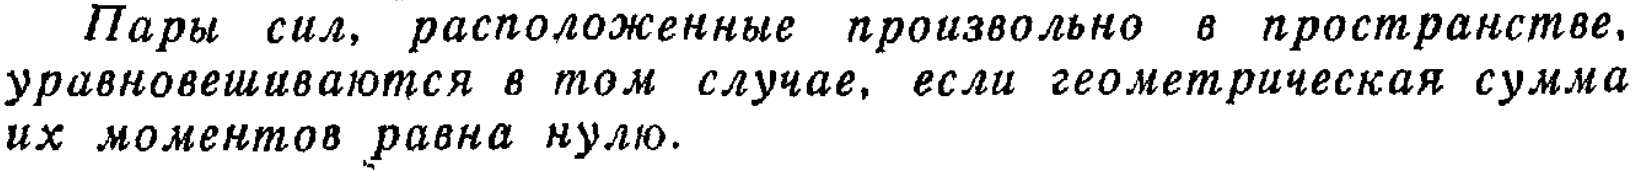 Пары сил, расположенные произвольно в пространстве,
уравновешиваются в том случае, если геометрическая сумма
их моментов равна нулю.